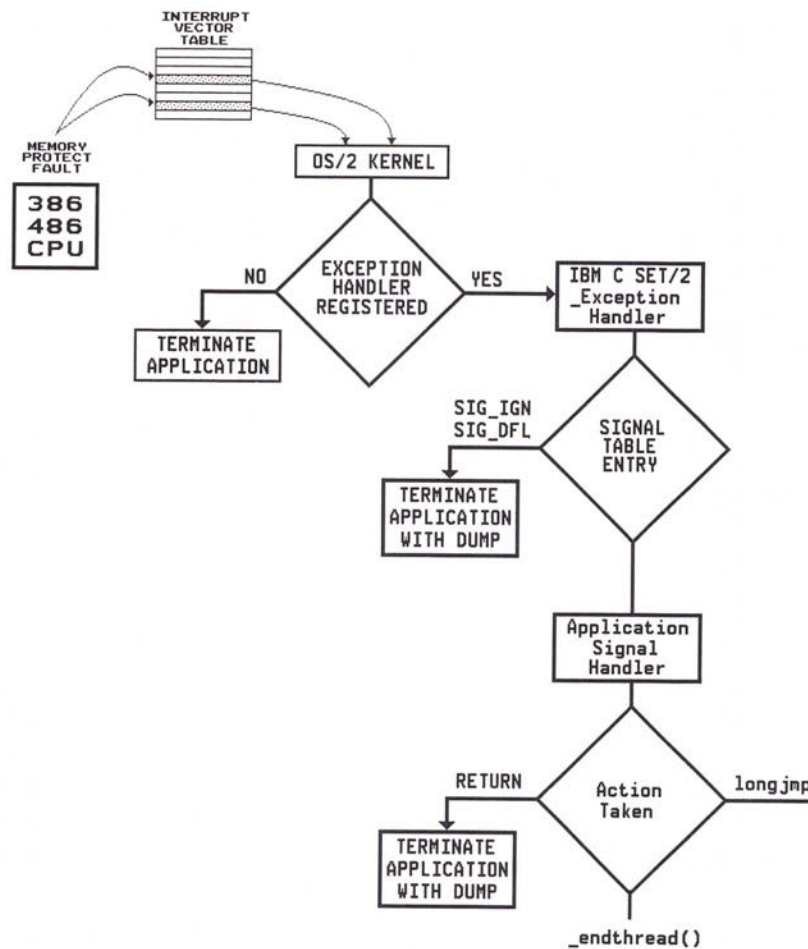 INTERRUPT
VECTOR
TABLE
MEMORY
PROTECT
FAULT
386
486
CPU
OS/2 KERNEL
EXCEPTION
HANDLER
REGISTERED
NO
YES
TERMINATE
APPLICATION
IBM C SET/2
_Exception
Handler
SIG_IGN
SIG_DFL
SIGNAL
TABLE
ENTRY
TERMINATE
APPLICATION
WITH DUMP
Application
Signal
Handler
RETURN
Action
Taken
longjmp
TERMINATE
APPLICATION
WITH DUMP
_endthread()